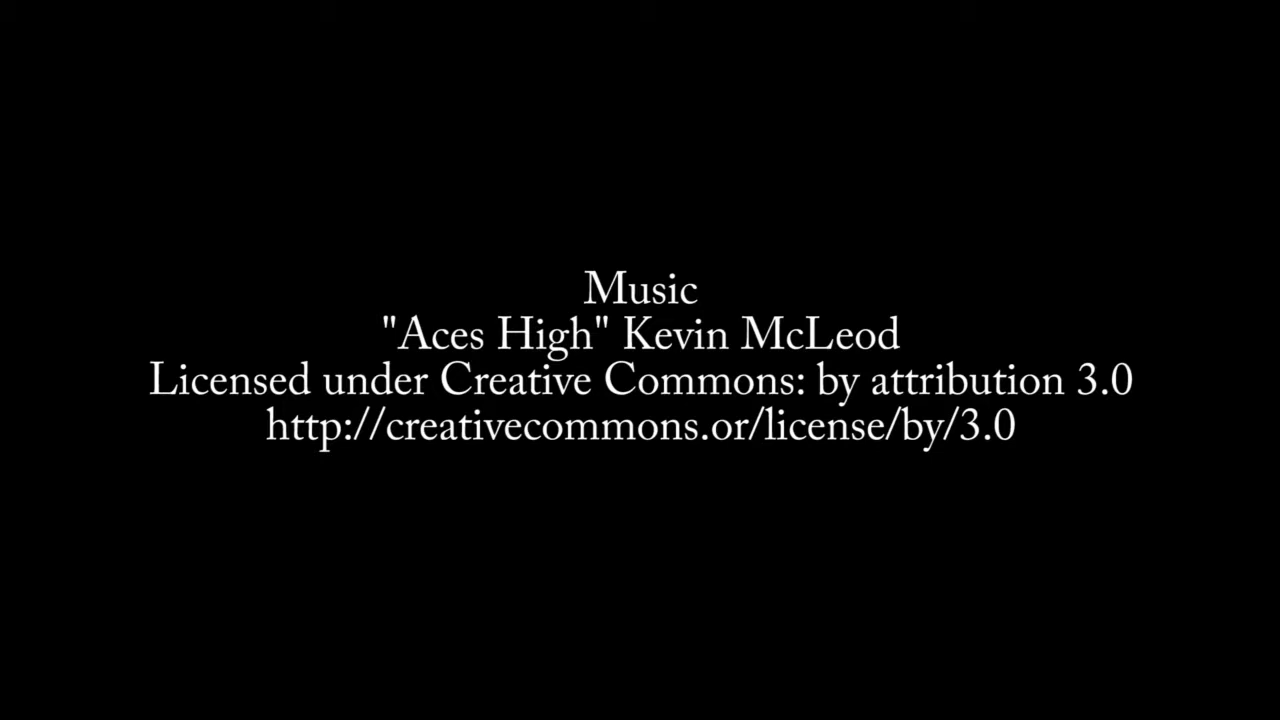 Music
"Aces High" Kevin McLeod
Licensed under Creative Commons: by attribution 3.0
http://creativecommons.or/license/by/3.0